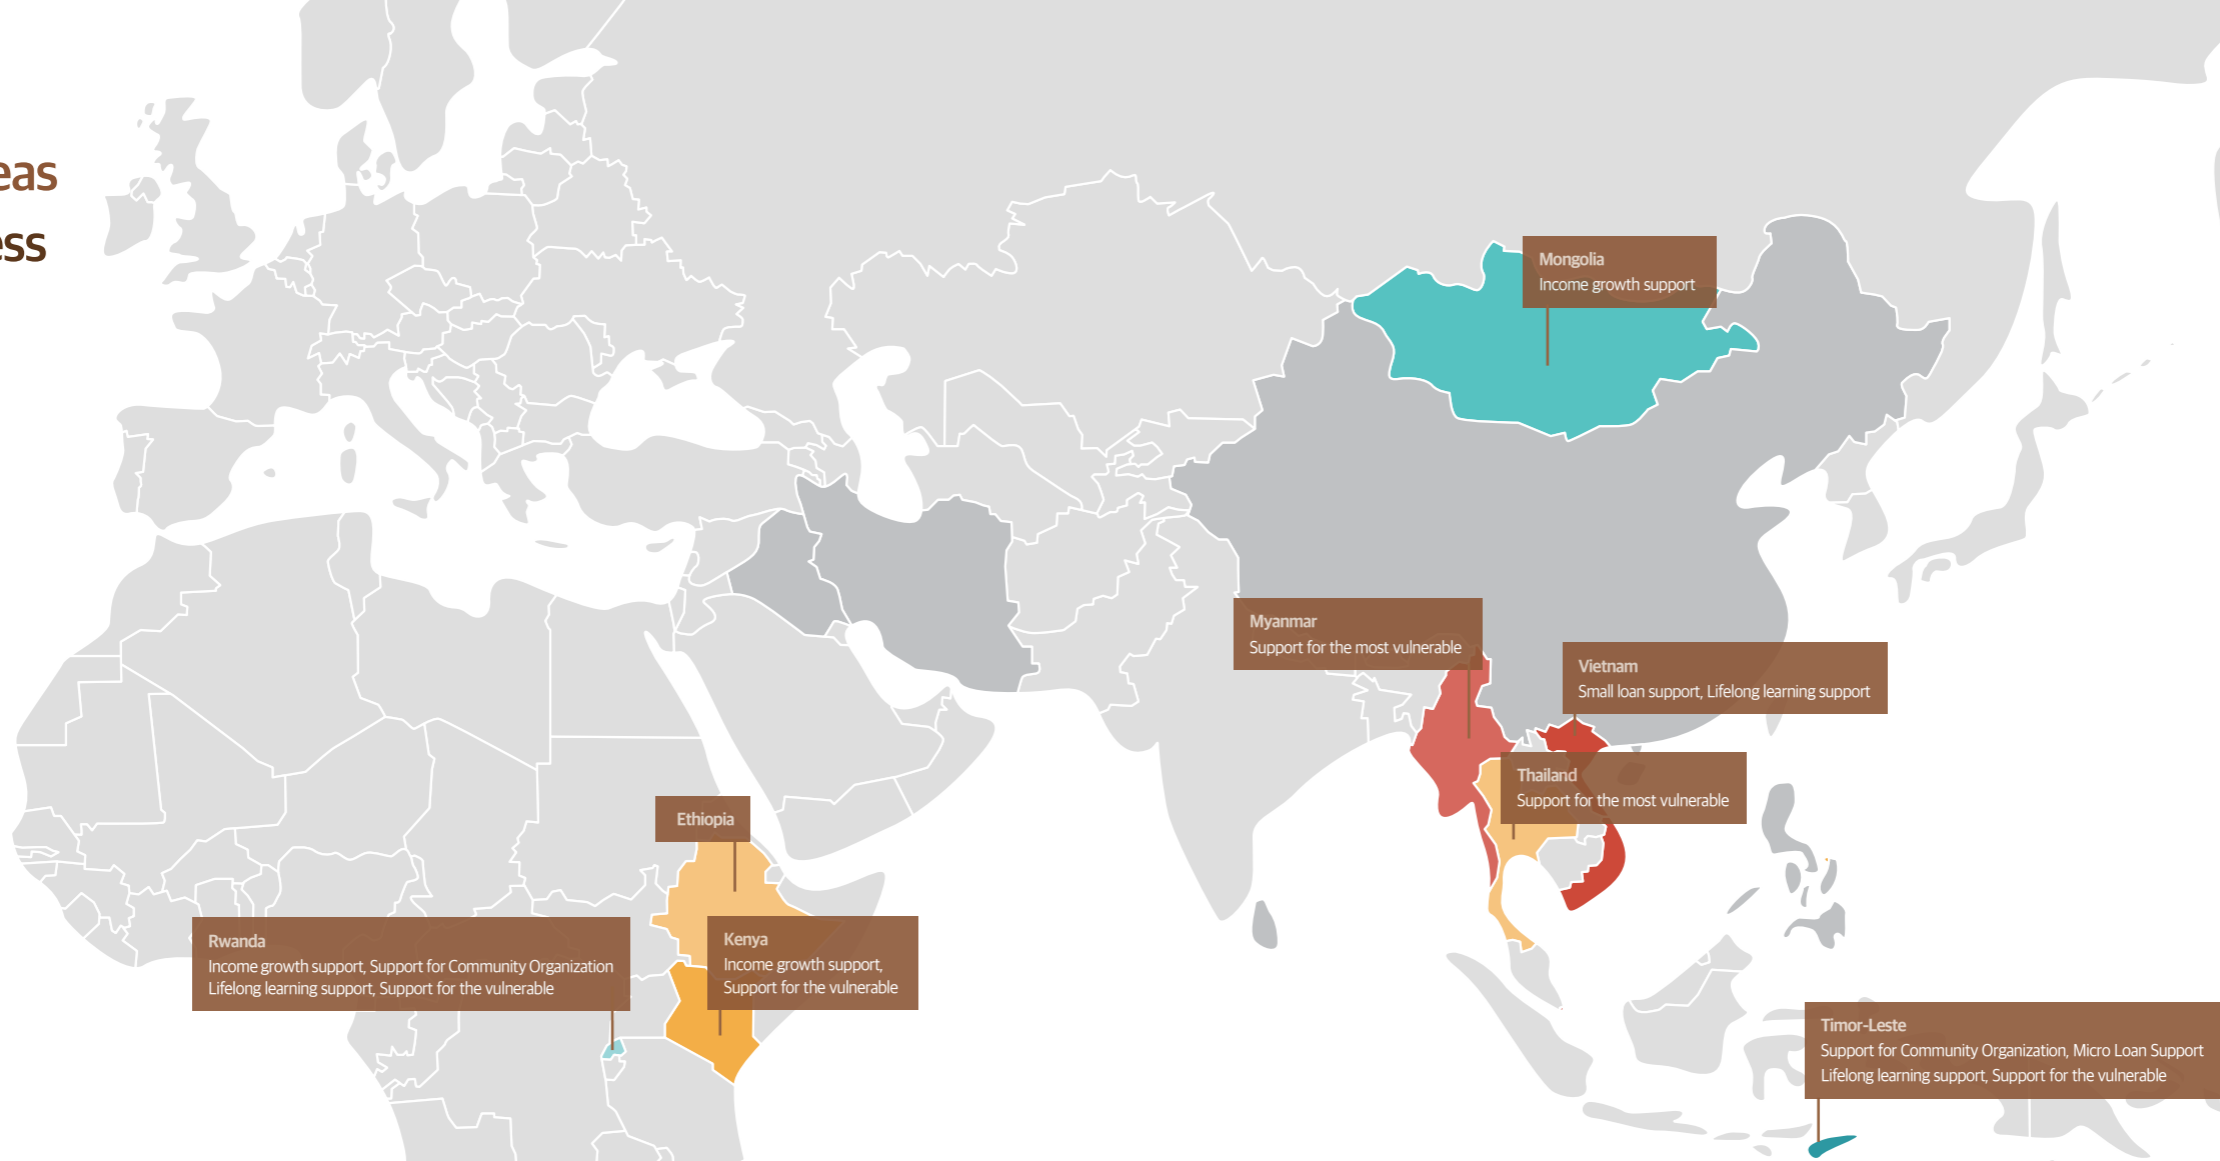 eas
ess
Mongolia
Income growth support
Myanmar
Support for the most vulnerable
Vietnam
Small loan support, Lifelong learning support
Thailand
Support for the most vulnerable
Ethiopia
Rwanda
Income growth support, Support for Community Organization
Lifelong learning support, Support for the vulnerable
Kenya
Income growth support,
Support for the vulnerable
Timor-Leste
Support for Community Organization, Micro Loan Support
Lifelong learning support, Support for the vulnerable